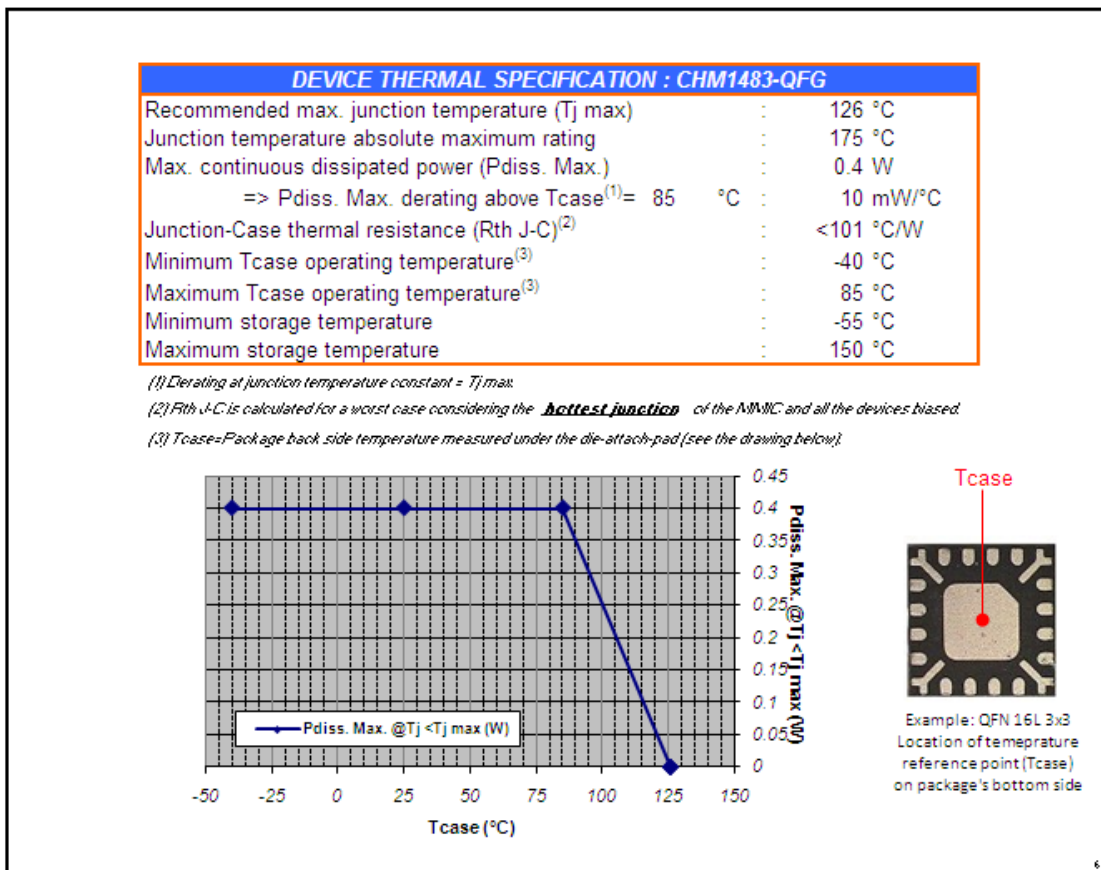 DEVICE THERMAL SPECIFICATION : CHM1483-QFG
Recommended max. junction temperature (Tj max) : 126 °C
Junction temperature absolute maximum rating : 175 °C
Max. continuous dissipated power (Pdiss. Max.) : 0.4 W
=> Pdiss. Max. derating above Tcase(1)= 85 °C : 10 mW/°C
Junction-Case thermal resistance (Rth J-C)(2) : <101 °C/W
Minimum Tcase operating temperature(3) : -40 °C
Maximum Tcase operating temperature(3) : 85 °C
Minimum storage temperature : -55 °C
Maximum storage temperature : 150 °C
(1) Derating at junction temperature constant = Tj max.
(2) Rth J-C is calculated for a worst case considering the hottest junction of the MMIC and all the devices biased.
(3) Tcase=Package back side temperature measured under the die-attach-pad (see the drawing below).
0.45
0.4
0.35
0.3
0.25
0.2
0.15
0.1
0.05
0
Pdiss. Max. @Tj <Tj max (W)
Pdiss. Max. @Tj <Tj max (W)
-50 -25 0 25 50 75 100 125 150
Tcase (°C)
Tcase
Example: QFN 16L 3x3
Location of temeprature
reference point (Tcase)
on package's bottom side
6